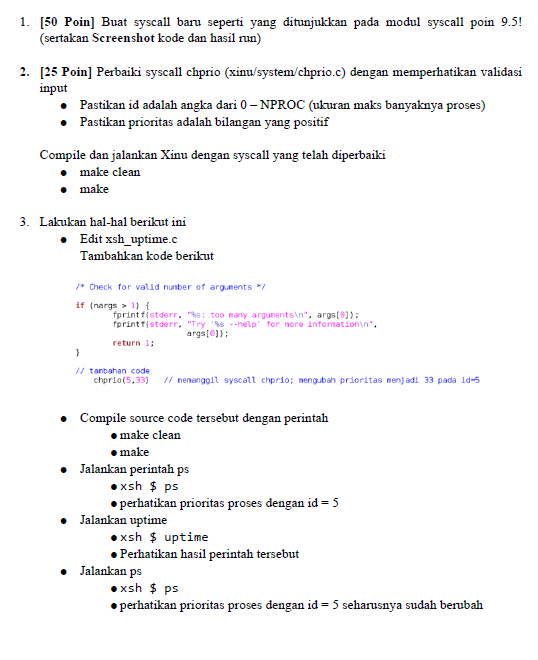 1. [50 Poin] Buat syscall baru seperti yang ditunjukkan pada modul syscall poin 9.5!
(sertakan Screenshot kode dan hasil run)
2. [25 Poin] Perbaiki syscall chprio (xinu/system/chprio.c) dengan memperhatikan validasi
input
● Pastikan id adalah angka dari 0 – NPROC (ukuran maks banyaknya proses)
● Pastikan prioritas adalah bilangan yang positif
Compile dan jalankan Xinu dengan syscall yang telah diperbaiki
● make clean
● make
3. Lakukan hal-hal berikut ini
● Edit xsh_uptime.c
Tambahkan kode berikut
/* Check for valid number of arguments */
if (nargs > 1) {
fprintf(stderr, "%s: too many arguments\n", args[0]);
fprintf(stderr, "Try '%s --help' for more information\n",
args[0]);
return 1;
}
// tambahan code
chprio(5,33) // memanggil syscall chprio; mengubah prioritas menjadi 33 pada id=5
● Compile source code tersebut dengan perintah
● make clean
● make
● Jalankan perintah ps
● xsh $ ps
● perhatikan prioritas proses dengan id = 5
● Jalankan uptime
● xsh $ uptime
● Perhatikan hasil perintah tersebut
● Jalankan ps
● xsh $ ps
● perhatikan prioritas proses dengan id = 5 seharusnya sudah berubah